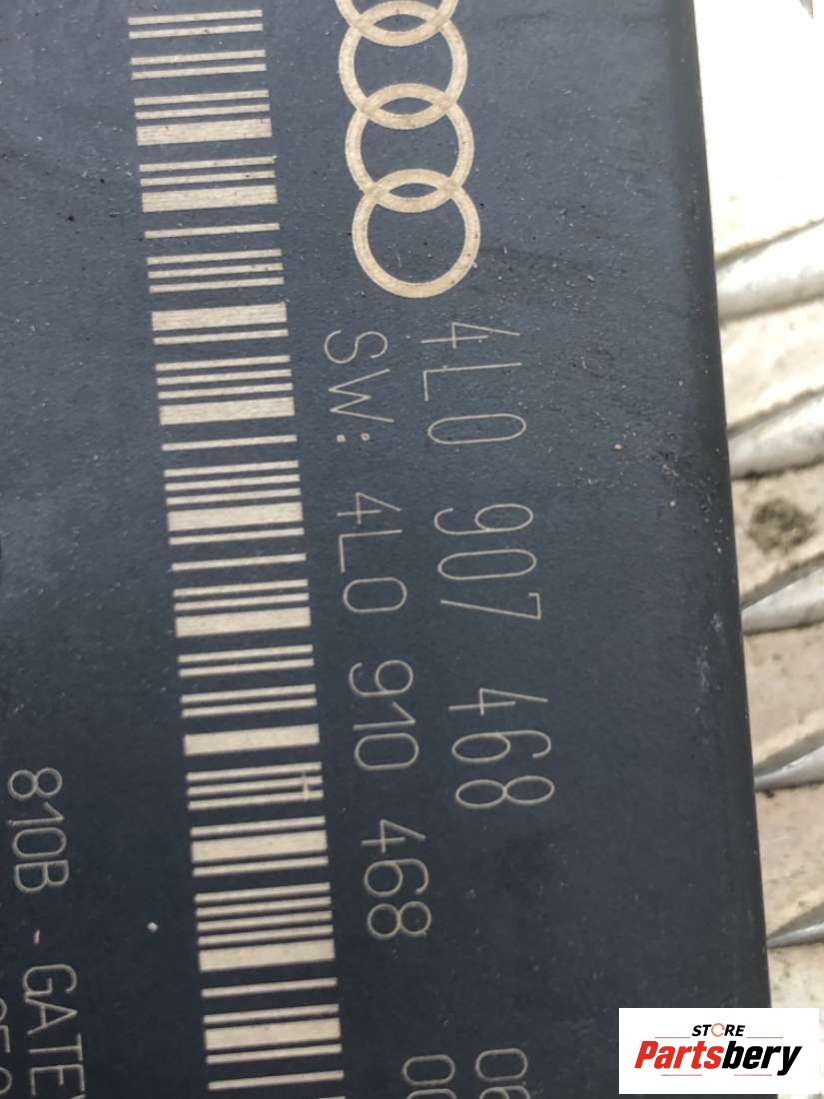 4L0 907 468
SW: 4L0 910 468
810B - GATE
STORE
Partsbery